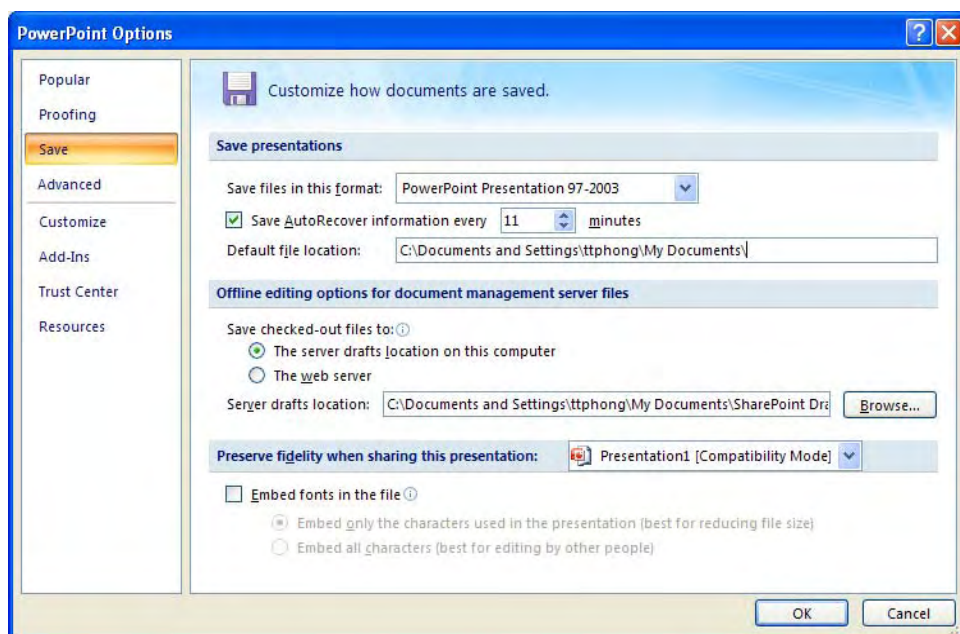 PowerPoint Options
Popular
Proofing
Save
Advanced
Customize
Add-Ins
Trust Center
Resources
Customize how documents are saved.
Save presentations
Save files in this format: PowerPoint Presentation 97-2003
Save AutoRecover information every 11 minutes
Default file location: C:\Documents and Settings\ttphong\My Documents\
Offline editing options for document management server files
Save checked-out files to:
The server drafts location on this computer
The web server
Server drafts location: C:\Documents and Settings\ttphong\My Documents\SharePoint Dra Browse...
Preserve fidelity when sharing this presentation: Presentation1 [Compatibility Mode]
Embed fonts in the file
Embed only the characters used in the presentation (best for reducing file size)
Embed all characters (best for editing by other people)
OK Cancel